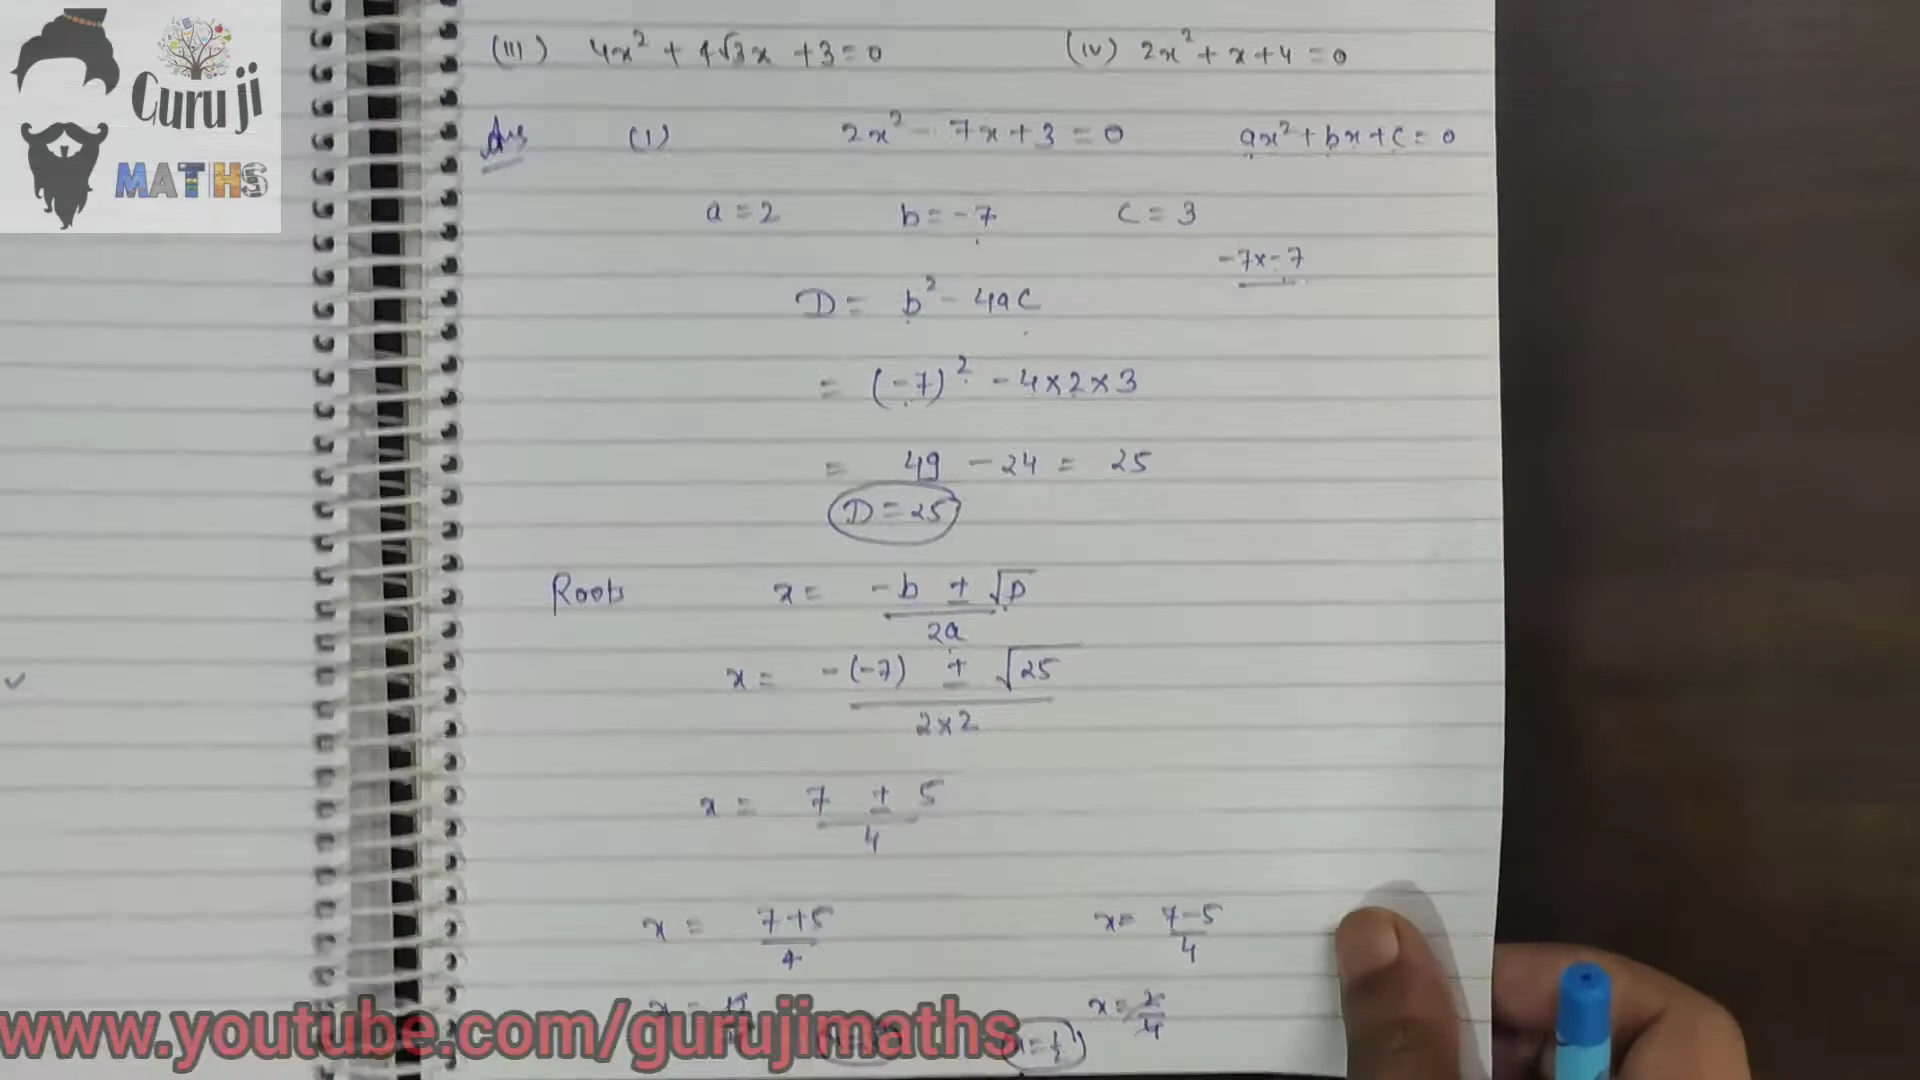 Guru ji
MATHS
(III) 4x² + 4√3x + 3 = 0 (IV) 2x² + x + 4 = 0
Ans (1) 2x² - 7x + 3 = 0 ax² + bx + c = 0
a = 2 b = -7 c = 3
-7x-7
D = b² - 4ac
= (-7)² - 4×2×3
= 49 - 24 = 25
D = 25
Roots x = -b ± √D
2a
x = -(-7) ± √25
2×2
x = 7 ± 5
4
x = 7+5 x = 7-5
4 4
x = x = 2
4
x = 1/2
www.youtube.com/gurujimaths